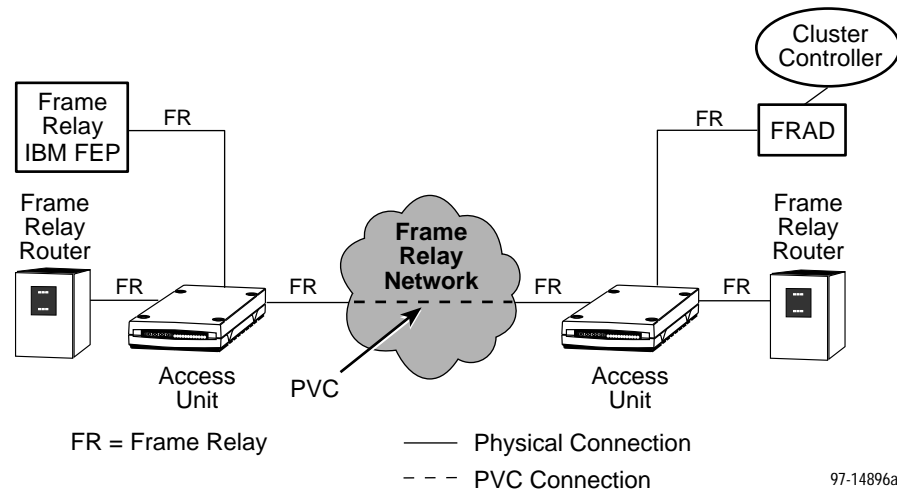 Cluster
Controller
Frame
Relay
IBM FEP
FR
FR
FRAD
Frame
Relay
Router
Frame
Relay
Network
Frame
Relay
Router
FR
FR
FR
FR
Access
Unit
PVC
Access
Unit
FR = Frame Relay
Physical Connection
PVC Connection
97-14896a